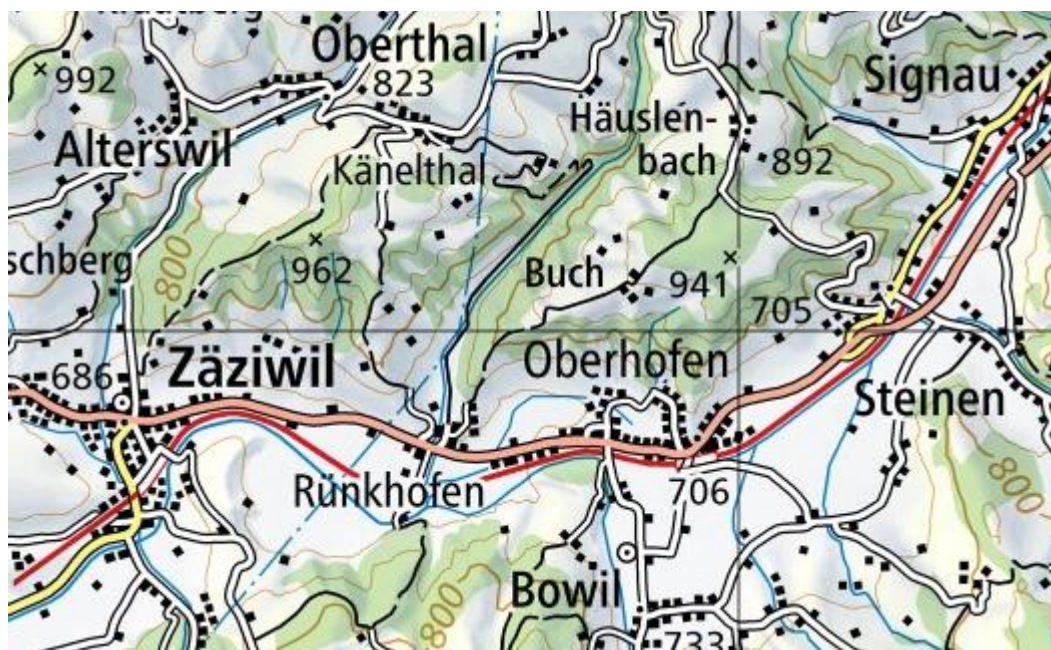 Oberthal
992
823
Signau
Häuslen-
bach
Alterswil
Känelthal
892
schberg
800
962
Buch
941
705
Oberhofen
686
Zäziwil
Steinen
Rünkhofen
706
800
Bowil
800
733